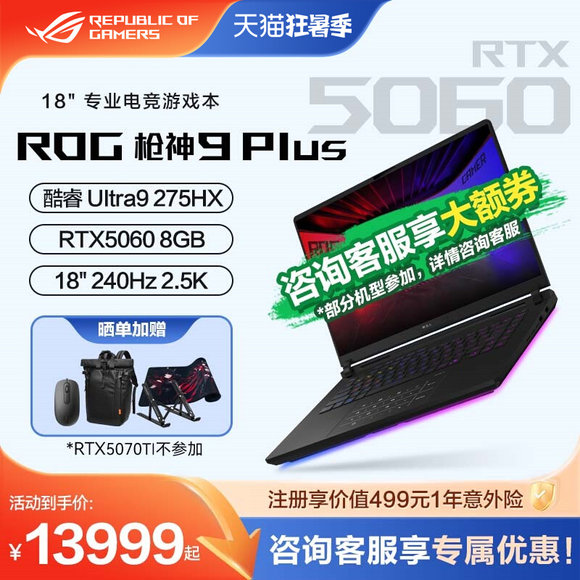 REPUBLIC OF
GAMERS
天猫狂暑季
RTX
5060
18" 专业电竞游戏本
ROG 枪神9 Plus
酷睿 Ultra9 275HX
RTX5060 8GB
18" 240Hz 2.5K
咨询客服享大额券
*部分机型参加，详情咨询客服
晒单加赠
*RTX5070TI不参加
活动到手价:
¥13999起
注册享价值499元1年意外险
咨询客服享专属优惠!